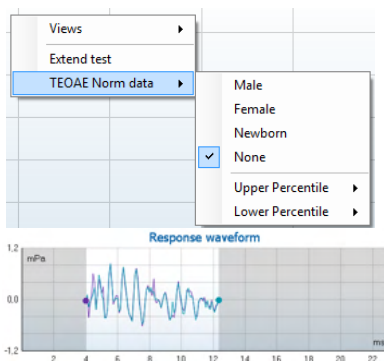 Views
Extend test
TEOAE Norm data
Male
Female
Newborn
None
Upper Percentile
Lower Percentile
Response waveform
1,2
mPa
0,0
ms
-1,2
2 4 6 8 10 12 14 16 18 20